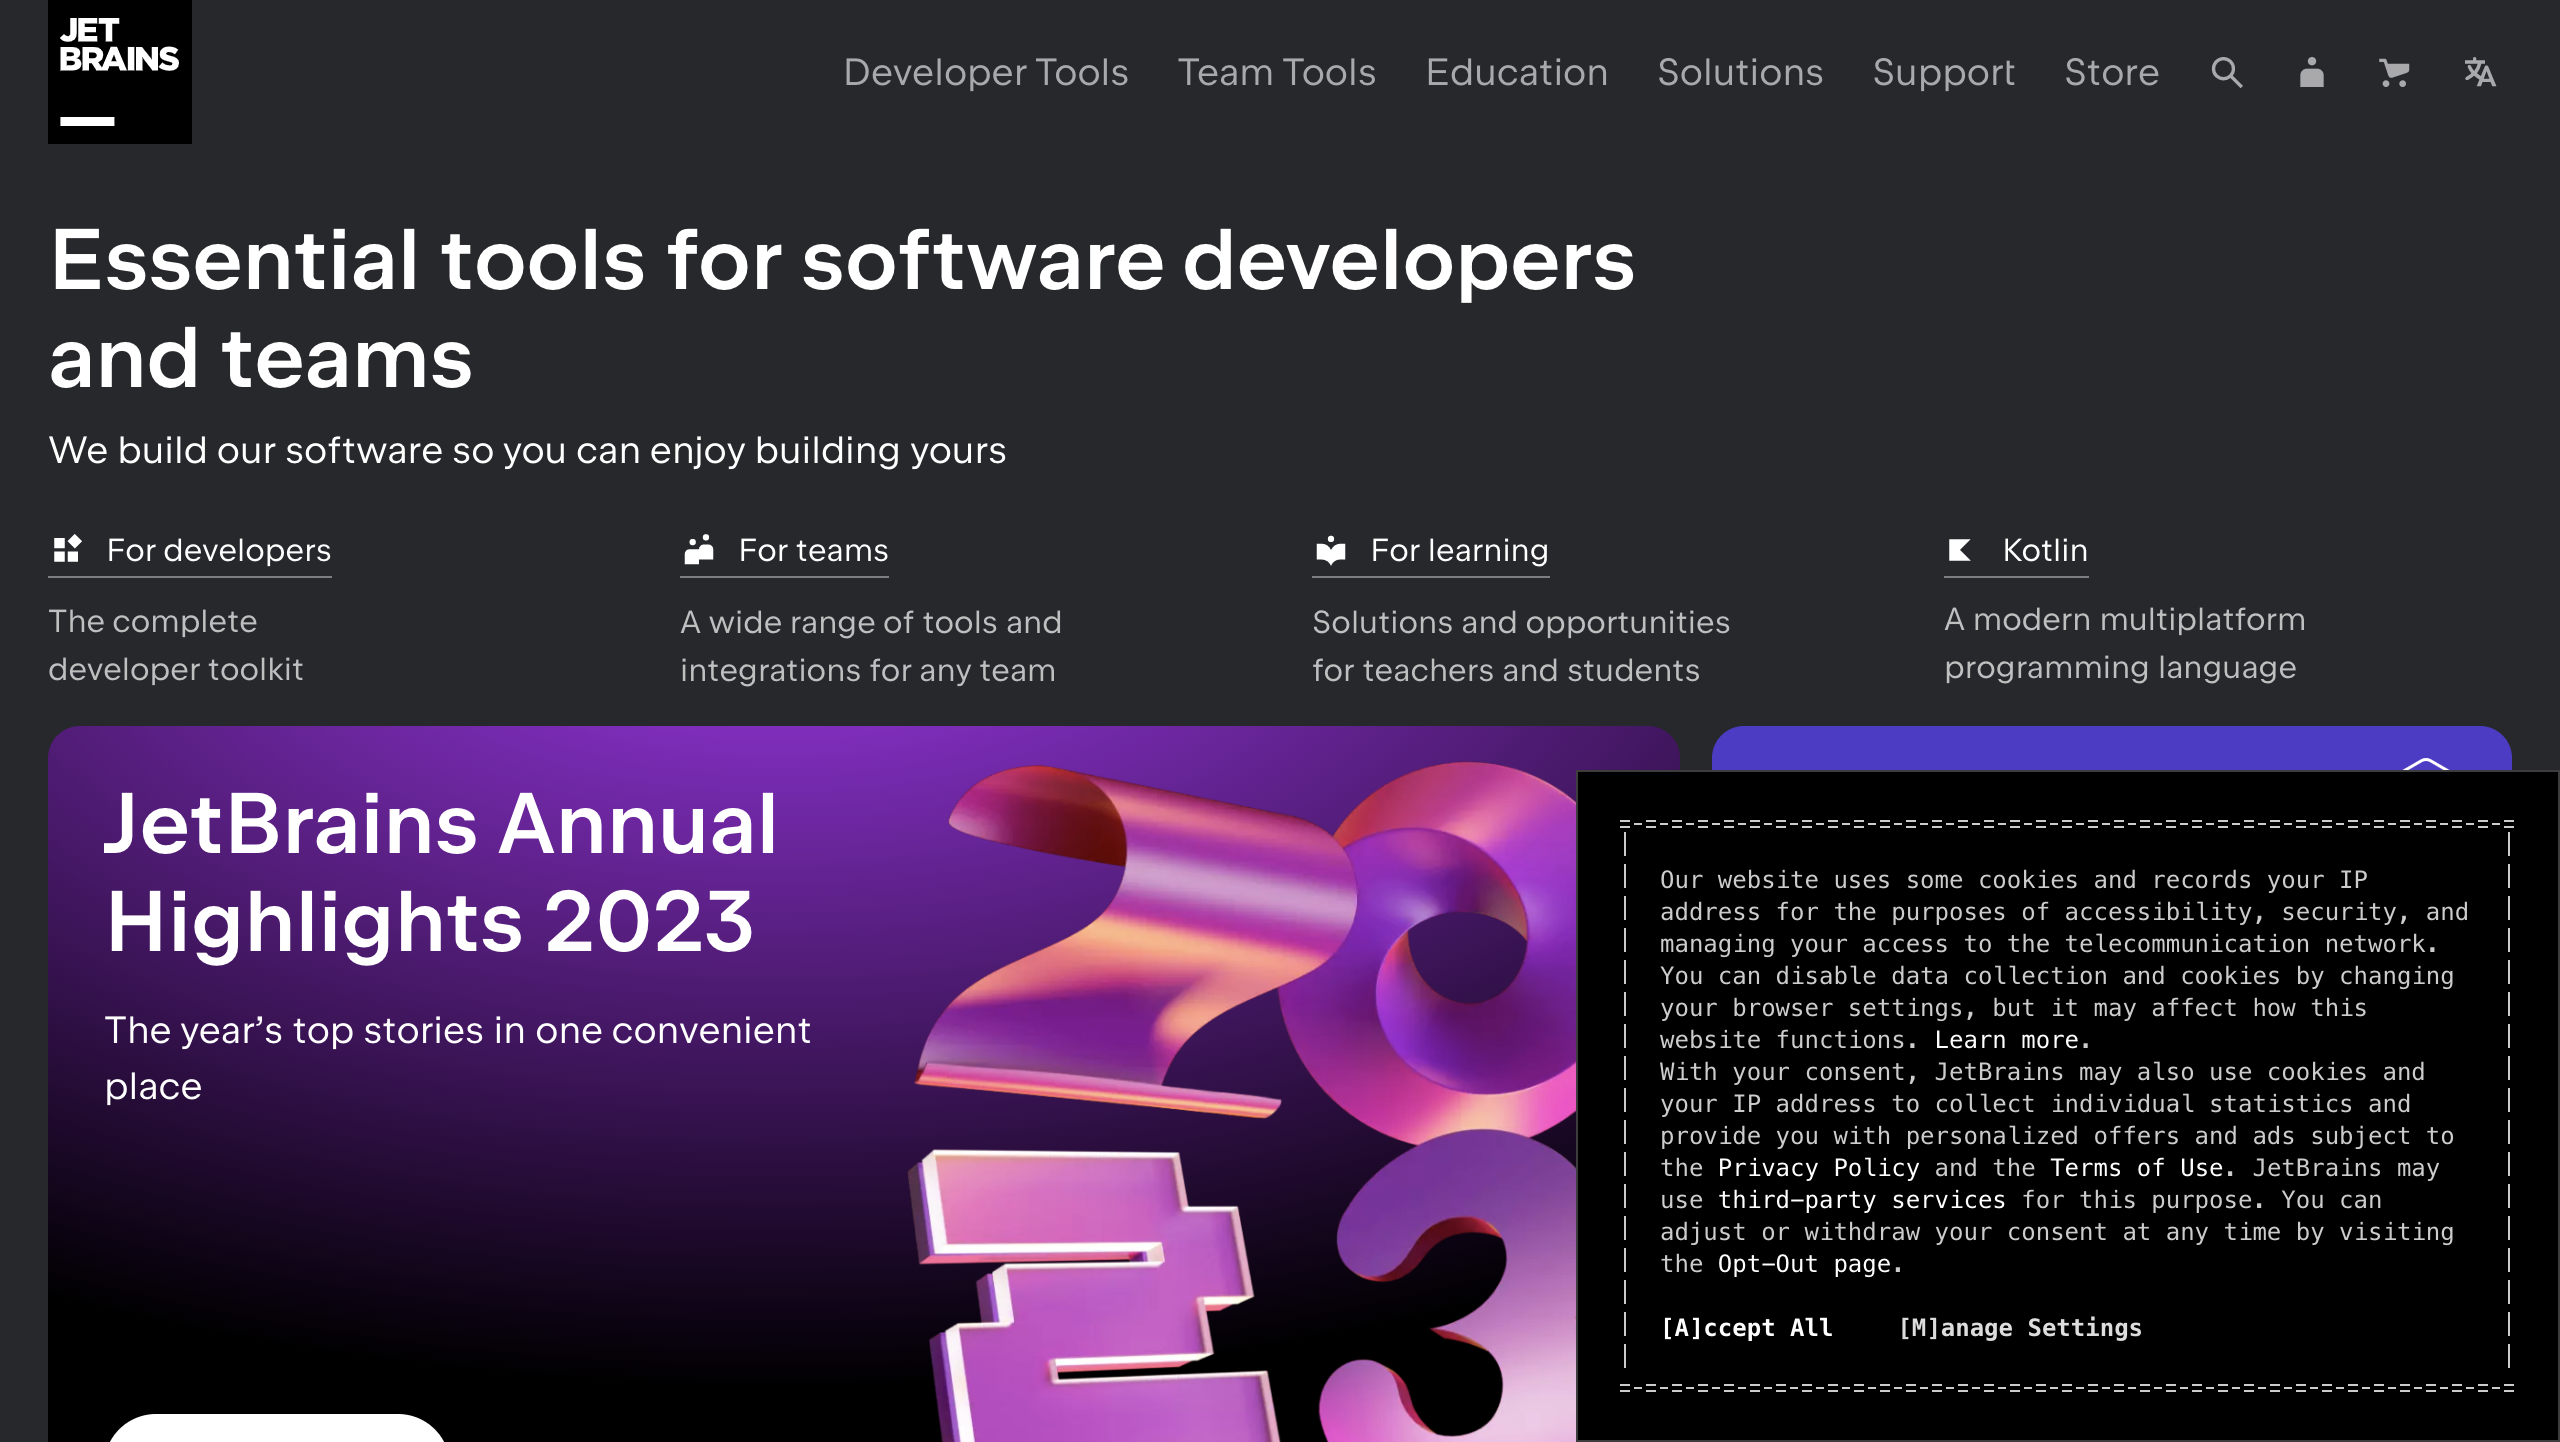 JET
BRAINS
Developer Tools
Team Tools
Education
Solutions
Support
Store
Essential tools for software developers
and teams
We build our software so you can enjoy building yours
For developers
The complete
developer toolkit
For teams
A wide range of tools and
integrations for any team
For learning
Solutions and opportunities
for teachers and students
Kotlin
A modern multiplatform
programming language
JetBrains Annual
Highlights 2023
The year’s top stories in one convenient
place
Our website uses some cookies and records your IP
address for the purposes of accessibility, security, and
managing your access to the telecommunication network.
You can disable data collection and cookies by changing
your browser settings, but it may affect how this
website functions. Learn more.
With your consent, JetBrains may also use cookies and
your IP address to collect individual statistics and
provide you with personalized offers and ads subject to
the Privacy Policy and the Terms of Use. JetBrains may
use third-party services for this purpose. You can
adjust or withdraw your consent at any time by visiting
the Opt-Out page.
[A]ccept All
[M]anage Settings
20
23